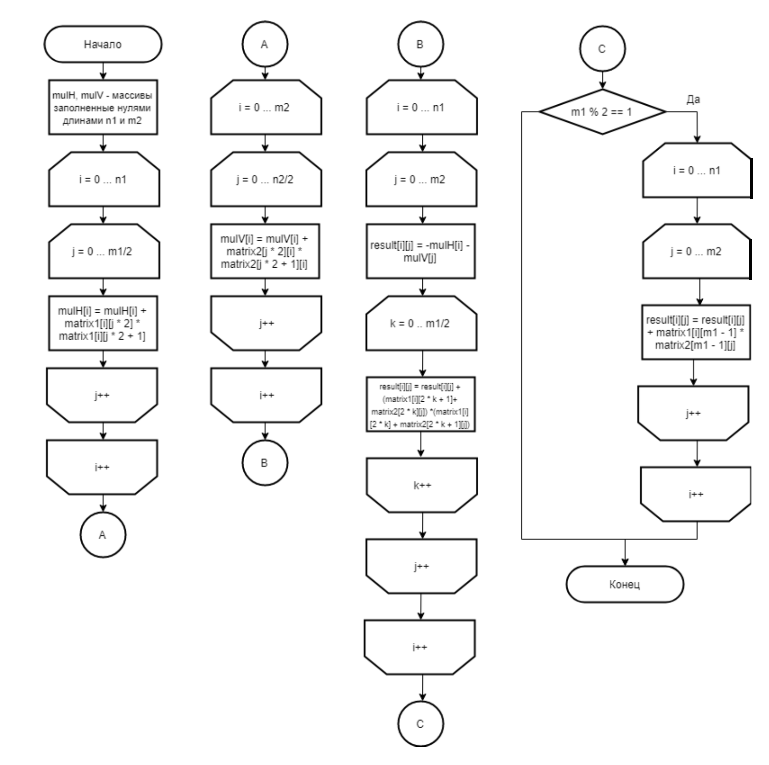 Начало
mulH, mulV - массивы
заполненные нулями
длинами n1 и m2
i = 0 ... n1
j = 0 ... m1/2
mulH[i] = mulH[i] +
matrix1[i][j * 2] *
matrix1[i][j * 2 + 1]
j++
i++
A
A
i = 0 ... m2
j = 0 ... n2/2
mulV[i] = mulV[i] +
matrix2[j * 2][i] *
matrix2[j * 2 + 1][i]
j++
i++
B
B
i = 0 ... n1
j = 0 ... m2
result[i][j] = -mulH[i] -
mulV[j]
k = 0 .. m1/2
result[i][j] = result[i][j] +
(matrix1[i][2 * k + 1]+
matrix2[2 * k][j]) *(matrix1[i]
[2 * k] + matrix2[2 * k + 1][j])
k++
j++
i++
C
C
m1 % 2 == 1
Да
i = 0 ... n1
j = 0 ... m2
result[i][j] = result[i][j]
+ matrix1[i][m1 - 1] *
matrix2[m1 - 1][j]
j++
i++
Конец